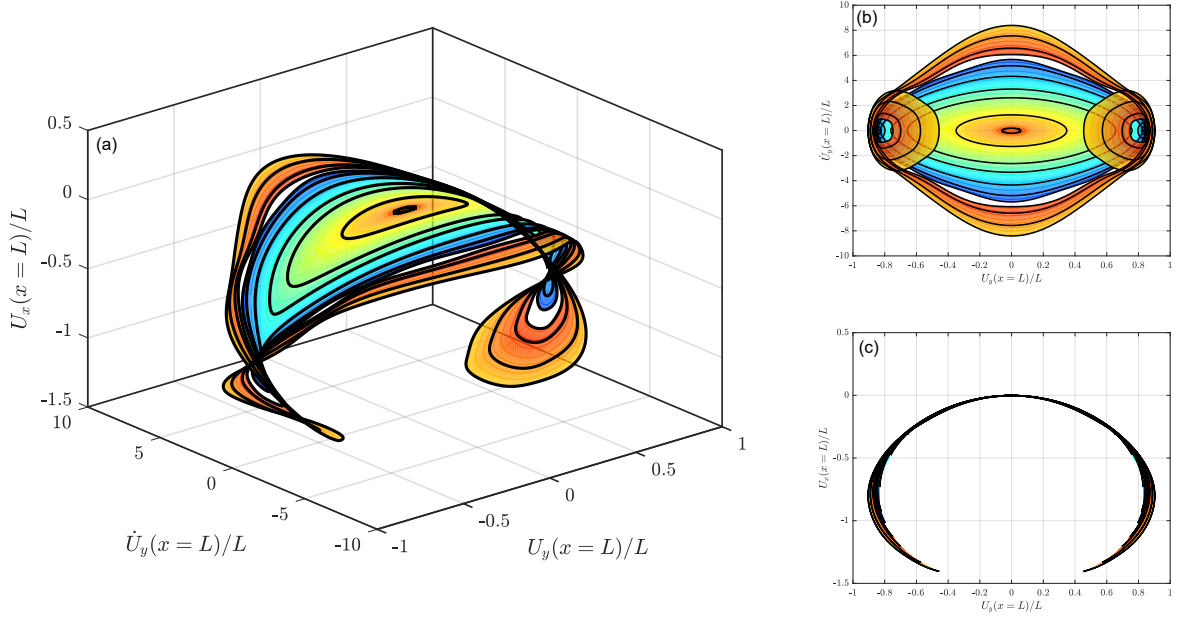 (a)
0.5
0
-0.5
-1
-1.5
U_x(x = L)/L
10
5
0
-5
-10
U̇_y(x = L)/L
-1
-0.5
0
0.5
1
U_y(x = L)/L
(b)
10
8
6
4
2
0
-2
-4
-6
-8
-10
U̇_y(x = L)/L
-1 -0.8 -0.6 -0.4 -0.2 0 0.2 0.4 0.6 0.8 1
U_y(x = L)/L
(c)
0.5
0
-0.5
-1
-1.5
U_x(x = L)/L
-1 -0.8 -0.6 -0.4 -0.2 0 0.2 0.4 0.6 0.8 1
U_y(x = L)/L